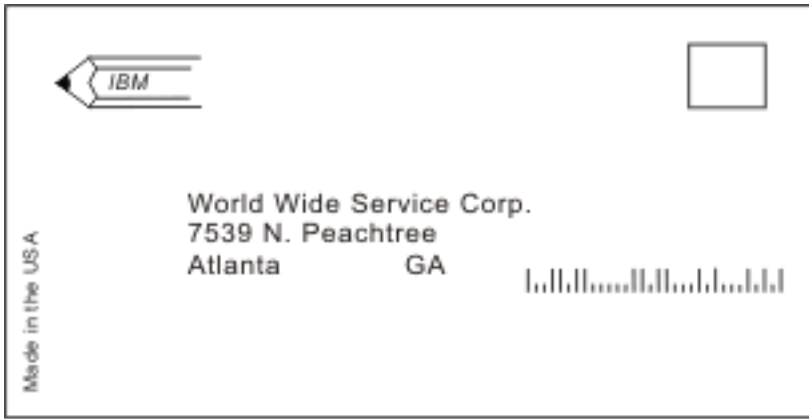 IBM
World Wide Service Corp.
7539 N. Peachtree
Atlanta GA
Made in the USA